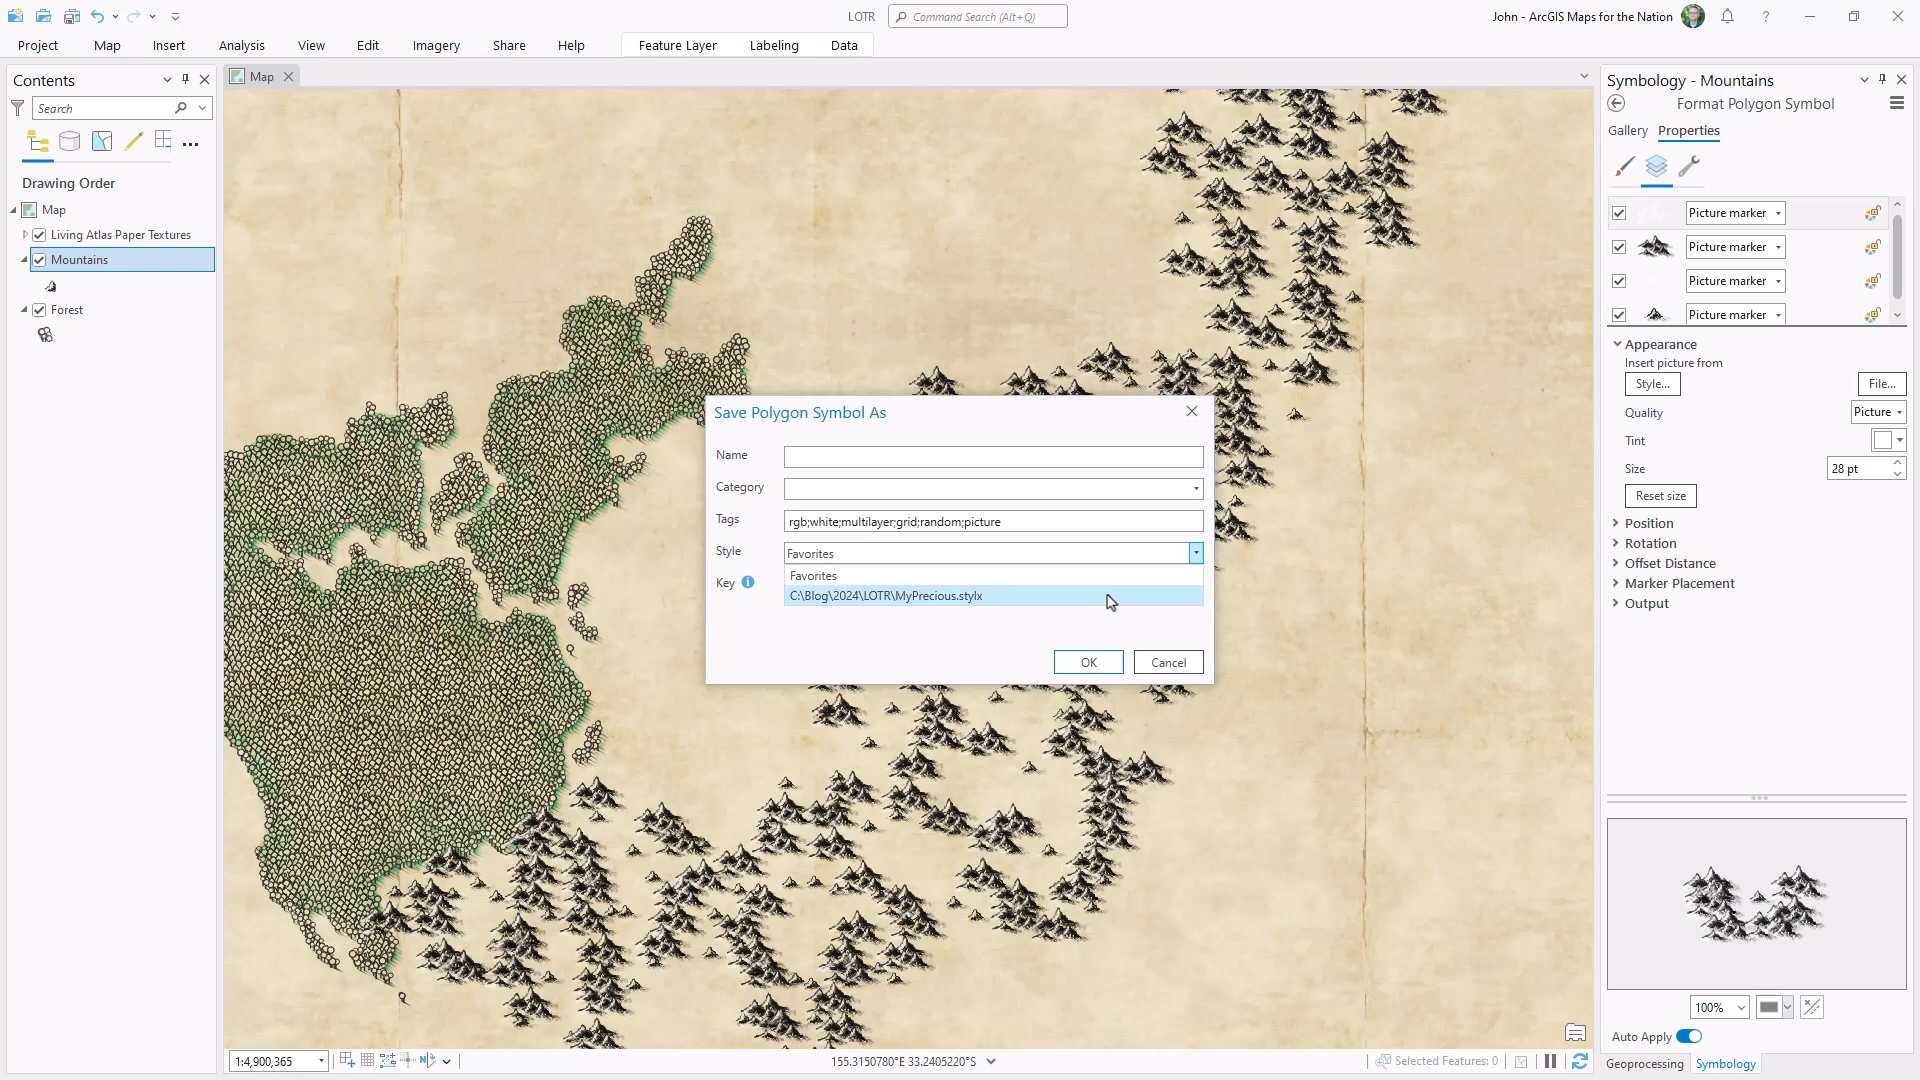 LOTR
Command Search (Alt+Q)
John - ArcGIS Maps for the Nation
?
Project
Map
Insert
Analysis
View
Edit
Imagery
Share
Help
Feature Layer
Labeling
Data
Contents
Search
Drawing Order
Map
Living Atlas Paper Textures
Mountains
Forest
Map
Save Polygon Symbol As
Name
Category
Tags
rgb;white;multilayer;grid;random;picture
Style
Favorites
Favorites
Key
C:\Blog\2024\LOTR\MyPrecious.stylx
OK
Cancel
1:4,900,365
155.3150780°E 33.2405220°S
Selected Features: 0
Symbology - Mountains
Format Polygon Symbol
Gallery
Properties
Picture marker
Picture marker
Picture marker
Picture marker
Appearance
Insert picture from
Style...
File...
Quality
Picture
Tint
Size
28 pt
Reset size
Position
Rotation
Offset Distance
Marker Placement
Output
100%
Auto Apply
Geoprocessing
Symbology